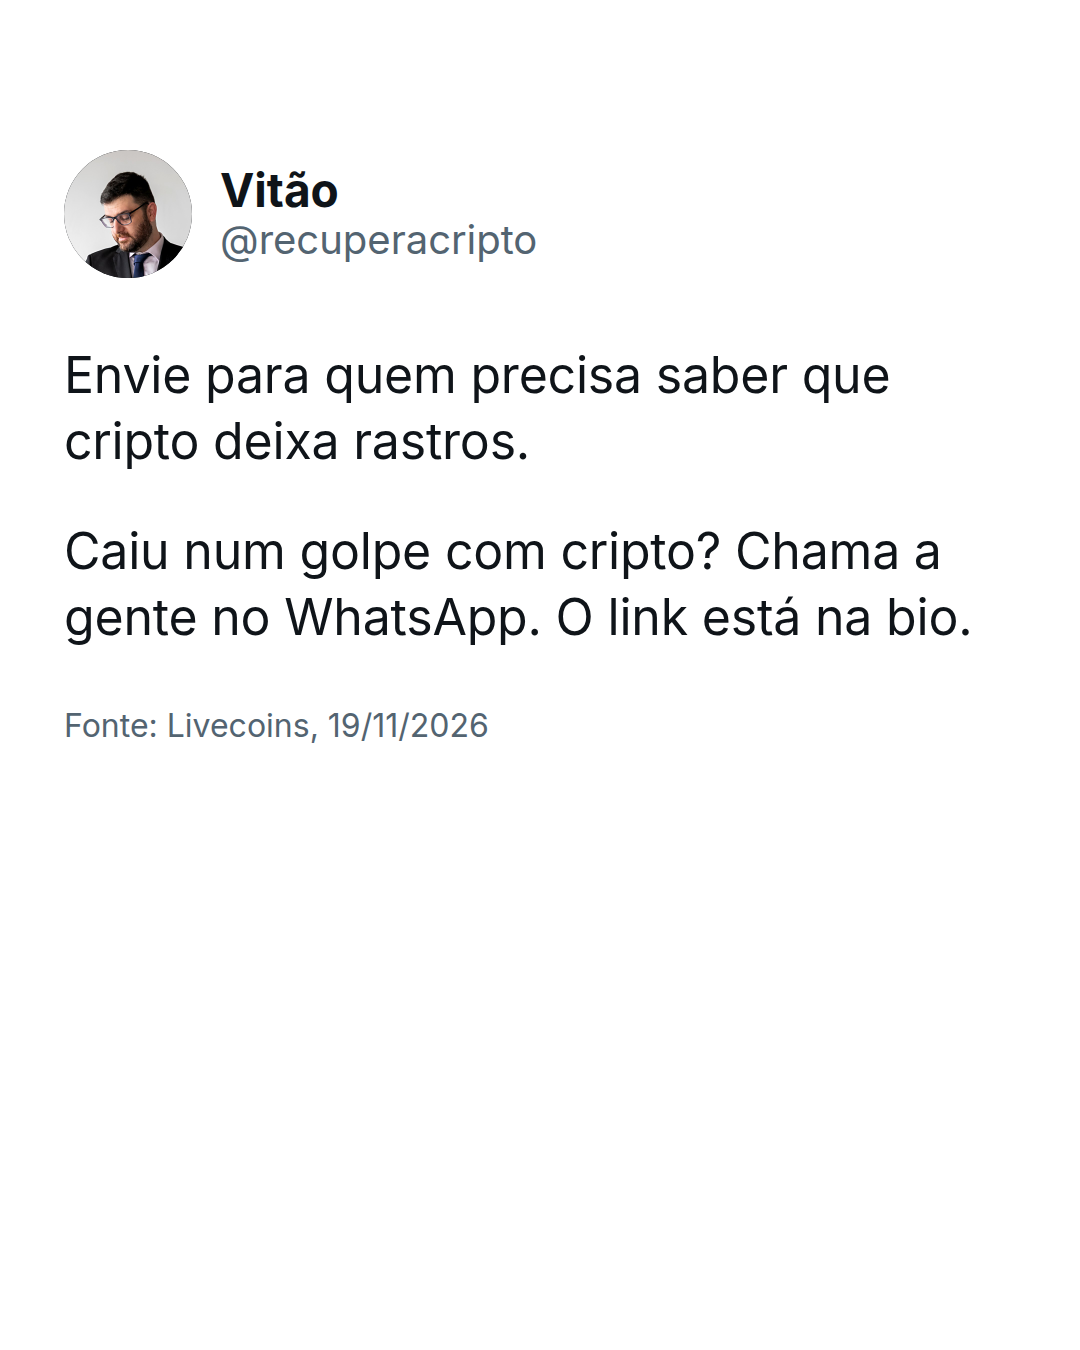 Vitão
@recuperacripto
Envie para quem precisa saber que
cripto deixa rastros.
Caiu num golpe com cripto? Chama a
gente no WhatsApp. O link está na bio.
Fonte: Livecoins, 19/11/2026